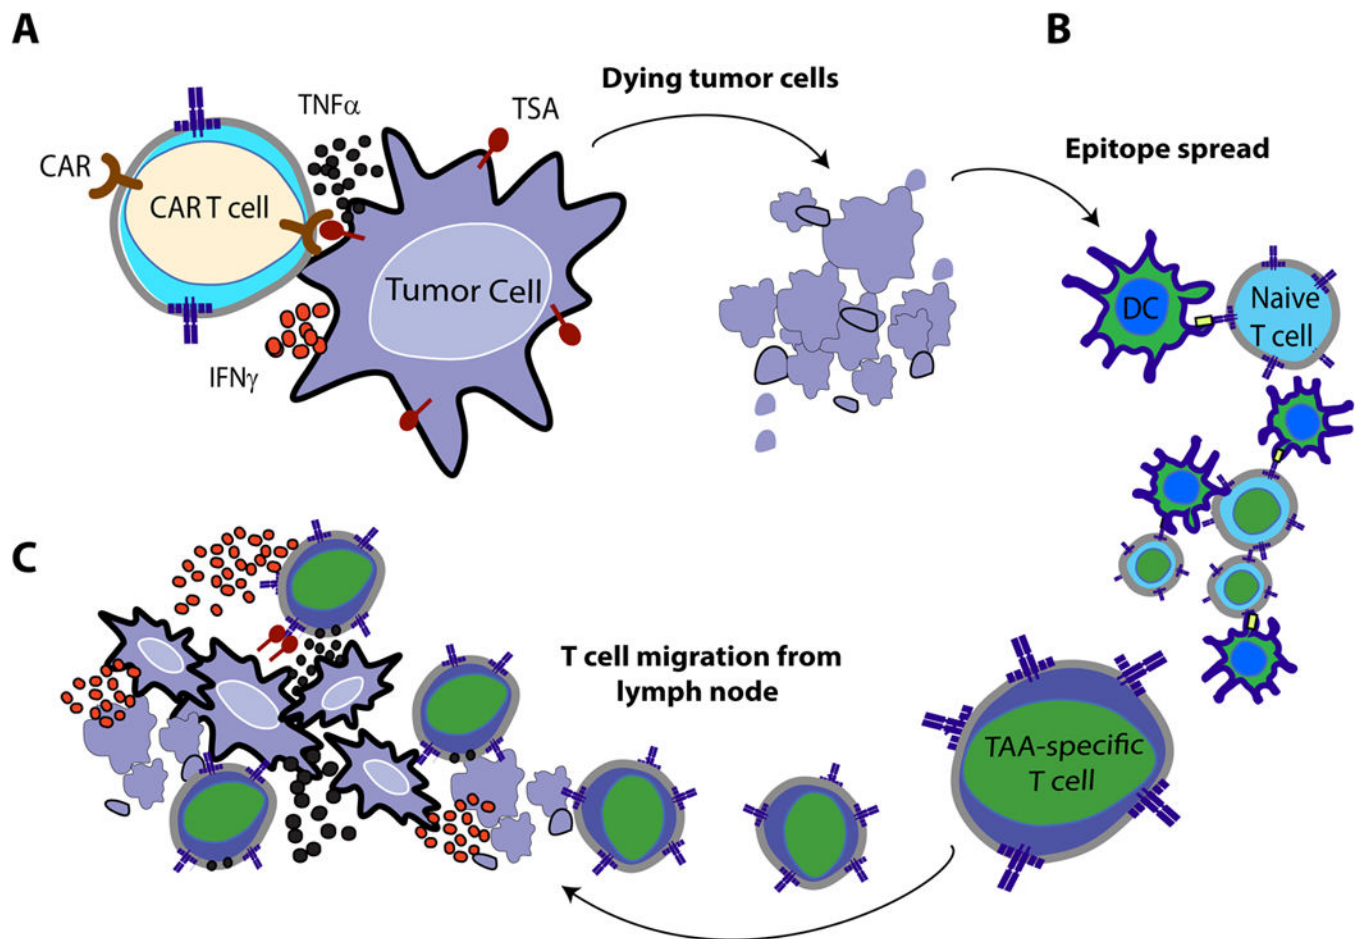 A
B
Dying tumor cells
TNFα
TSA
CAR
Epitope spread
CAR T cell
Tumor Cell
DC
Naive
T cell
IFNγ
C
T cell migration from
lymph node
TAA-specific
T cell